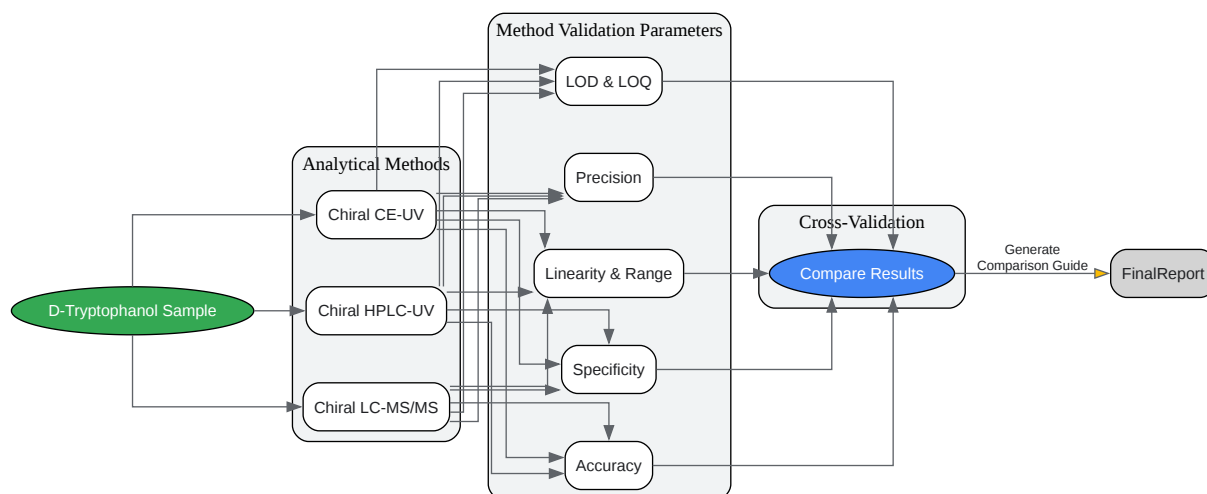 Method Validation Parameters
LOD & LOQ
Analytical Methods
Precision
Chiral CE-UV
Cross-Validation
Generate
Comparison Guide
Linearity & Range
Compare Results
FinalReport
D-Tryptophanol Sample
Chiral HPLC-UV
Specificity
Chiral LC-MS/MS
Accuracy